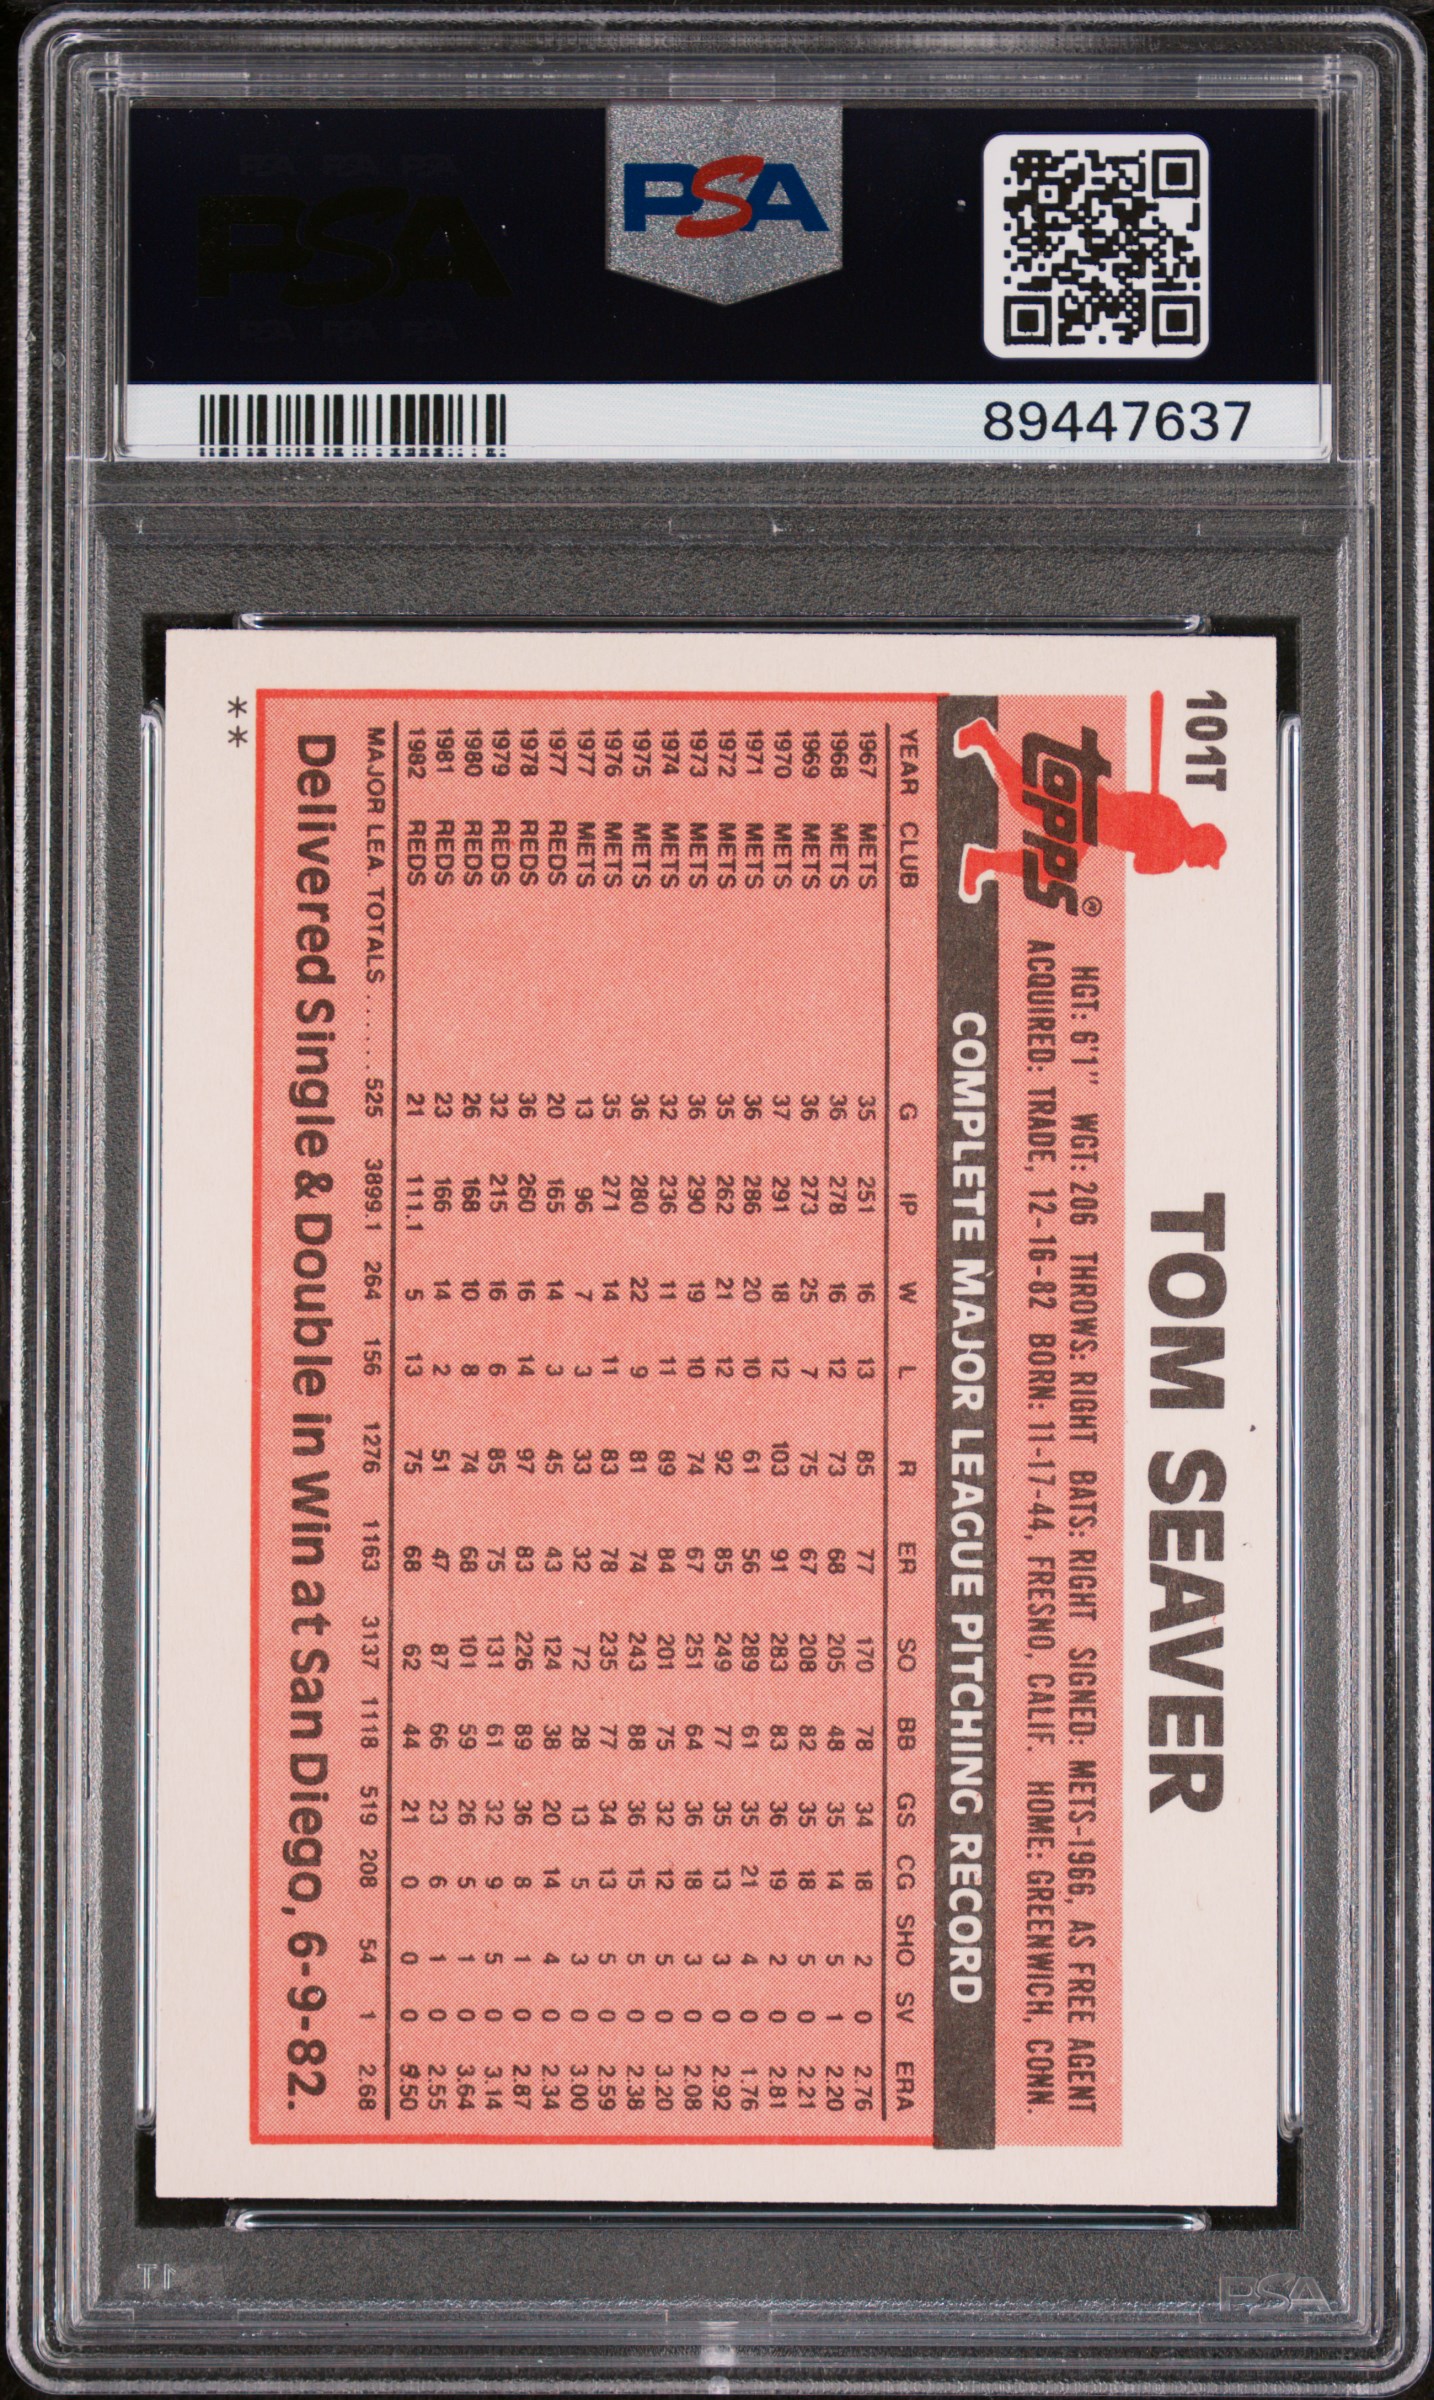 PSA PSA PSA
PSA
PSA PSA PSA
PSA
89447637
101T
TOM SEAVER
Topps®
HGT: 6'1" WGT: 206 THROWS: RIGHT BATS: RIGHT SIGNED: METS-1966, AS FREE AGENT
ACQUIRED: TRADE, 12-16-82 BORN: 11-17-44, FRESNO, CALIF. HOME: GREENWICH, CONN.
COMPLETE MAJOR LEAGUE PITCHING RECORD
YEAR CLUB G IP W L R ER SO BB GS CG SHO SV ERA
1967 METS 35 251 16 13 85 77 170 78 34 18 2 0 2.76
1968 METS 36 278 16 12 73 68 205 48 35 14 5 1 2.20
1969 METS 36 273 25 7 75 67 208 82 35 18 5 0 2.21
1970 METS 37 291 18 12 103 91 283 83 36 19 2 0 2.81
1971 METS 36 286 20 10 61 56 289 61 35 21 4 0 1.76
1972 METS 35 262 21 12 92 85 249 77 35 13 3 0 2.92
1973 METS 36 290 19 10 74 67 251 64 36 18 3 0 2.08
1974 METS 32 236 11 11 89 84 201 75 32 12 5 0 3.20
1975 METS 36 280 22 9 81 74 243 88 36 15 5 0 2.38
1976 METS 35 271 14 11 83 78 235 77 34 13 5 0 2.59
1977 METS 13 96 7 3 33 32 72 28 13 5 3 0 3.00
1977 REDS 20 165 14 3 45 43 124 38 20 14 4 0 2.34
1978 REDS 36 260 16 14 97 83 226 89 36 8 1 0 2.87
1979 REDS 32 215 16 6 85 75 131 61 32 9 5 0 3.14
1980 REDS 26 168 10 8 74 68 101 59 26 5 1 0 3.64
1981 REDS 23 166 14 2 51 47 87 66 23 6 1 0 2.55
1982 REDS 21 111.1 5 13 75 68 62 44 21 0 0 0 5.50
MAJOR LEA. TOTALS ...... 525 3899.1 264 156 1276 1163 3137 1118 519 208 54 1 2.68
Delivered Single & Double in Win at San Diego, 6-9-82.
**
PSA